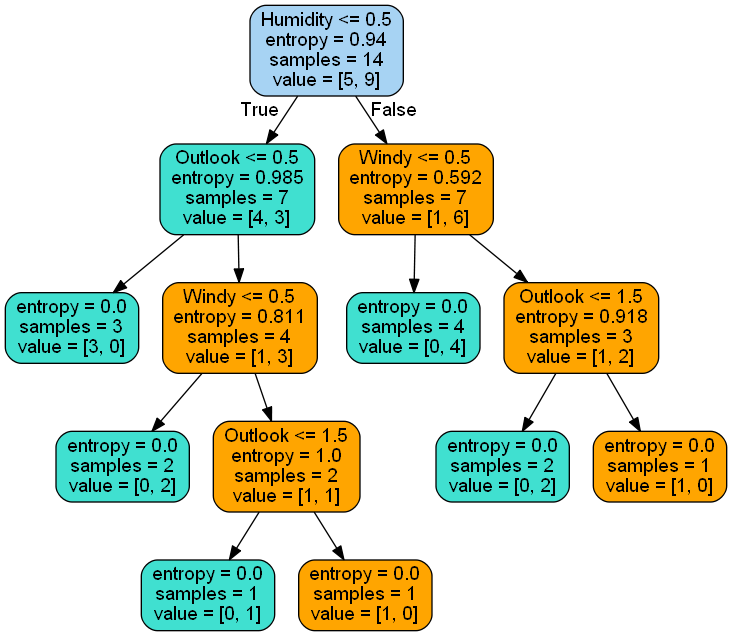 Humidity <= 0.5
entropy = 0.94
samples = 14
value = [5, 9]
True
False
Outlook <= 0.5
entropy = 0.985
samples = 7
value = [4, 3]
Windy <= 0.5
entropy = 0.592
samples = 7
value = [1, 6]
entropy = 0.0
samples = 3
value = [3, 0]
Windy <= 0.5
entropy = 0.811
samples = 4
value = [1, 3]
entropy = 0.0
samples = 4
value = [0, 4]
Outlook <= 1.5
entropy = 0.918
samples = 3
value = [1, 2]
entropy = 0.0
samples = 2
value = [0, 2]
Outlook <= 1.5
entropy = 1.0
samples = 2
value = [1, 1]
entropy = 0.0
samples = 2
value = [0, 2]
entropy = 0.0
samples = 1
value = [1, 0]
entropy = 0.0
samples = 1
value = [0, 1]
entropy = 0.0
samples = 1
value = [1, 0]